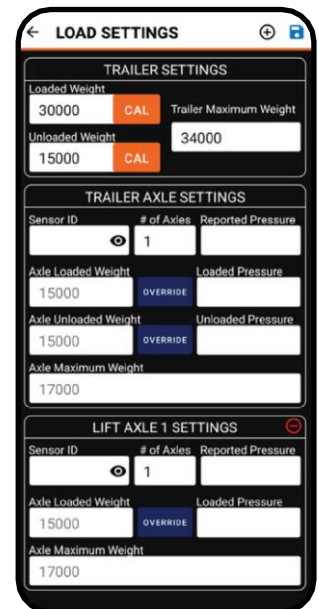 LOAD SETTINGS
TRAILER SETTINGS
Loaded Weight
30000 CAL Trailer Maximum Weight
Unloaded Weight 34000
15000 CAL
TRAILER AXLE SETTINGS
Sensor ID # of Axles Reported Pressure
1
Axle Loaded Weight Loaded Pressure
15000 OVERRIDE
Axle Unloaded Weight Unloaded Pressure
15000 OVERRIDE
Axle Maximum Weight
17000
LIFT AXLE 1 SETTINGS
Sensor ID # of Axles Reported Pressure
1
Axle Loaded Weight Loaded Pressure
15000 OVERRIDE
Axle Maximum Weight
17000